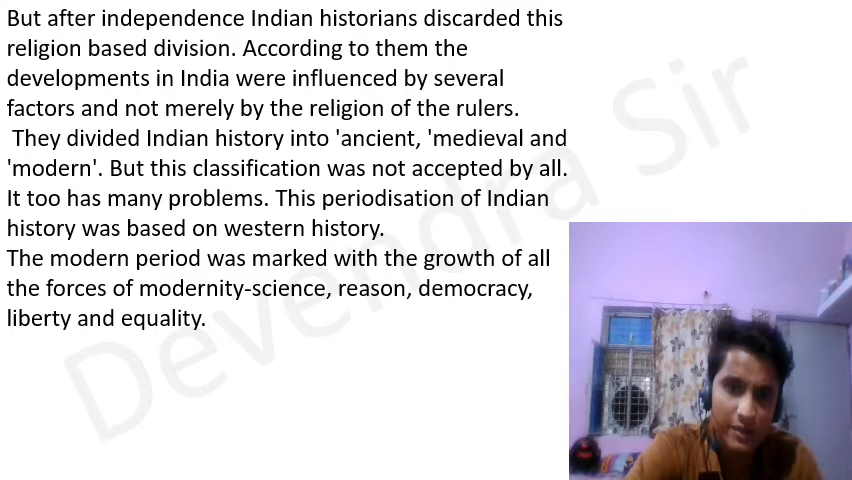 But after independence Indian historians discarded this
religion based division. According to them the
developments in India were influenced by several
factors and not merely by the religion of the rulers.
They divided Indian history into 'ancient, 'medieval and
'modern'. But this classification was not accepted by all.
It too has many problems. This periodisation of Indian
history was based on western history.
The modern period was marked with the growth of all
the forces of modernity-science, reason, democracy,
liberty and equality.
Devendra Sir